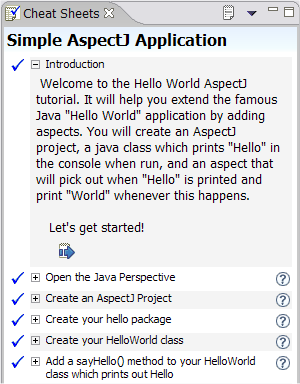 Cheat Sheets
Simple AspectJ Application
Introduction
Welcome to the Hello World AspectJ
tutorial. It will help you extend the famous
Java "Hello World" application by adding
aspects. You will create an AspectJ
project, a java class which prints "Hello" in
the console when run, and an aspect that
will pick out when "Hello" is printed and
print "World" whenever this happens.
Let's get started!
Open the Java Perspective
Create an AspectJ Project
Create your hello package
Create your HelloWorld class
Add a sayHello() method to your HelloWorld
class which prints out Hello